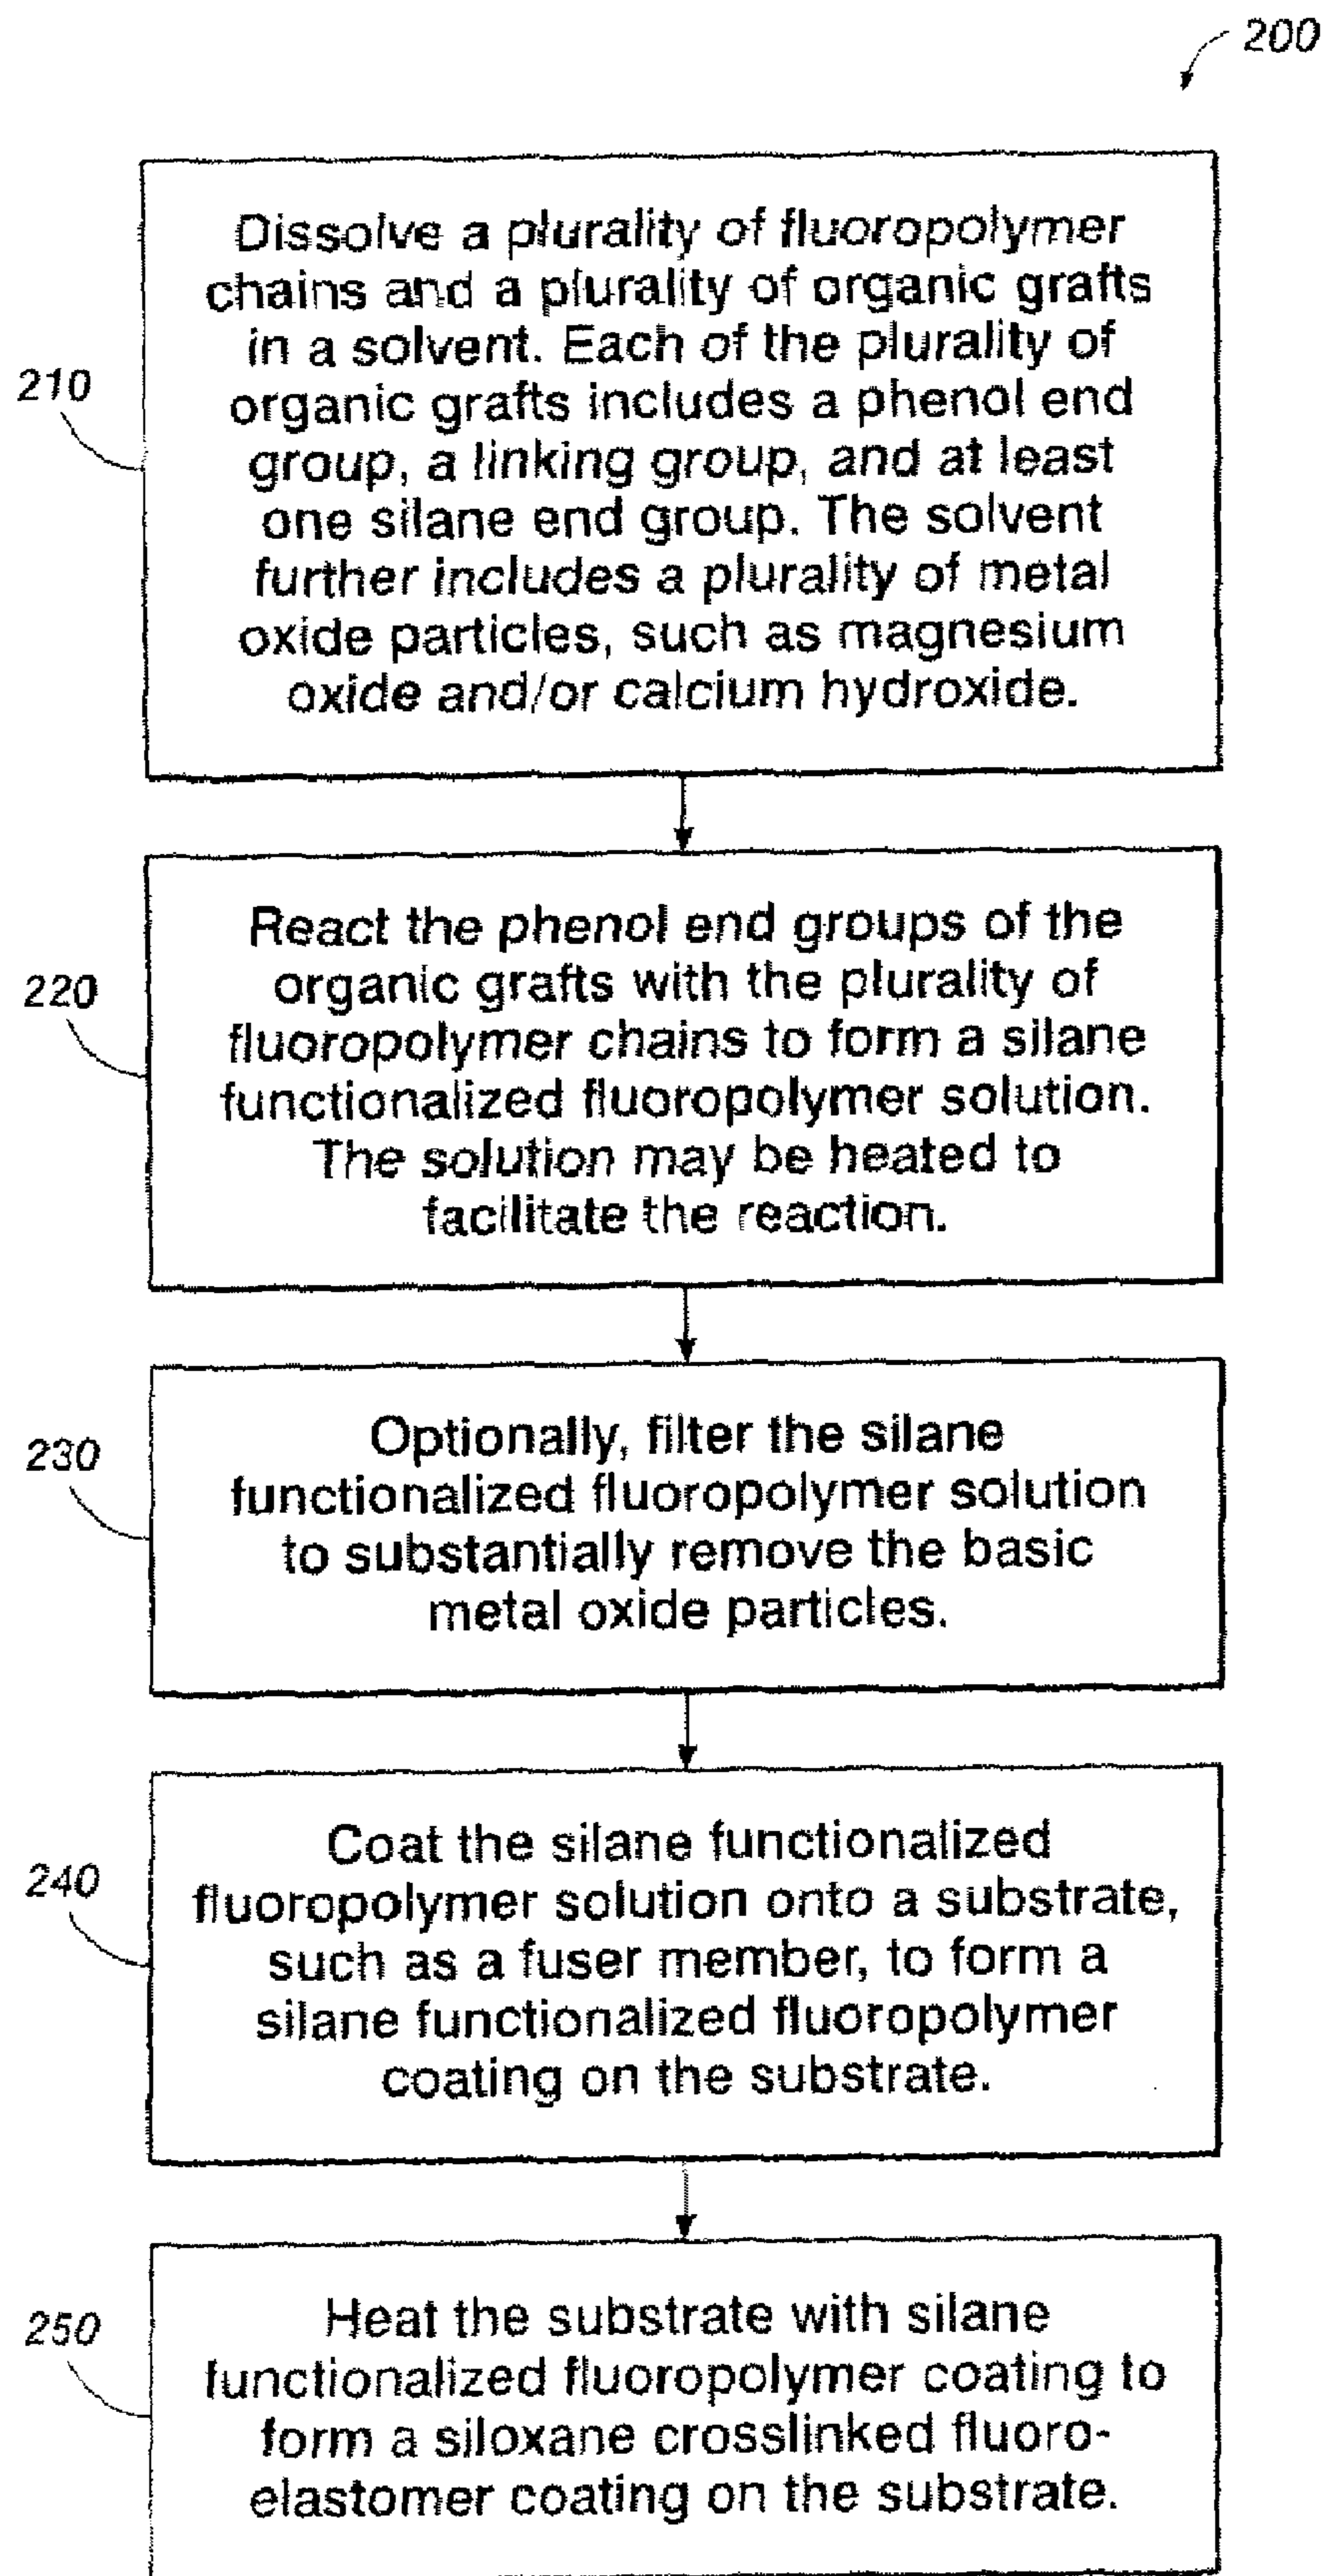 200
210
Dissolve a plurality of fluoropolymer
chains and a plurality of organic grafts
in a solvent. Each of the plurality of
organic grafts includes a phenol end
group, a linking group, and at least
one silane end group. The solvent
further includes a plurality of metal
oxide particles, such as magnesium
oxide and/or calcium hydroxide.
220
React the phenol end groups of the
organic grafts with the plurality of
fluoropolymer chains to form a silane
functionalized fluoropolymer solution.
The solution may be heated to
facilitate the reaction.
230
Optionally, filter the silane
functionalized fluoropolymer solution
to substantially remove the basic
metal oxide particles.
240
Coat the silane functionalized
fluoropolymer solution onto a substrate,
such as a fuser member, to form a
silane functionalized fluoropolymer
coating on the substrate.
250
Heat the substrate with silane
functionalized fluoropolymer coating to
form a siloxane crosslinked fluoro-
elastomer coating on the substrate.